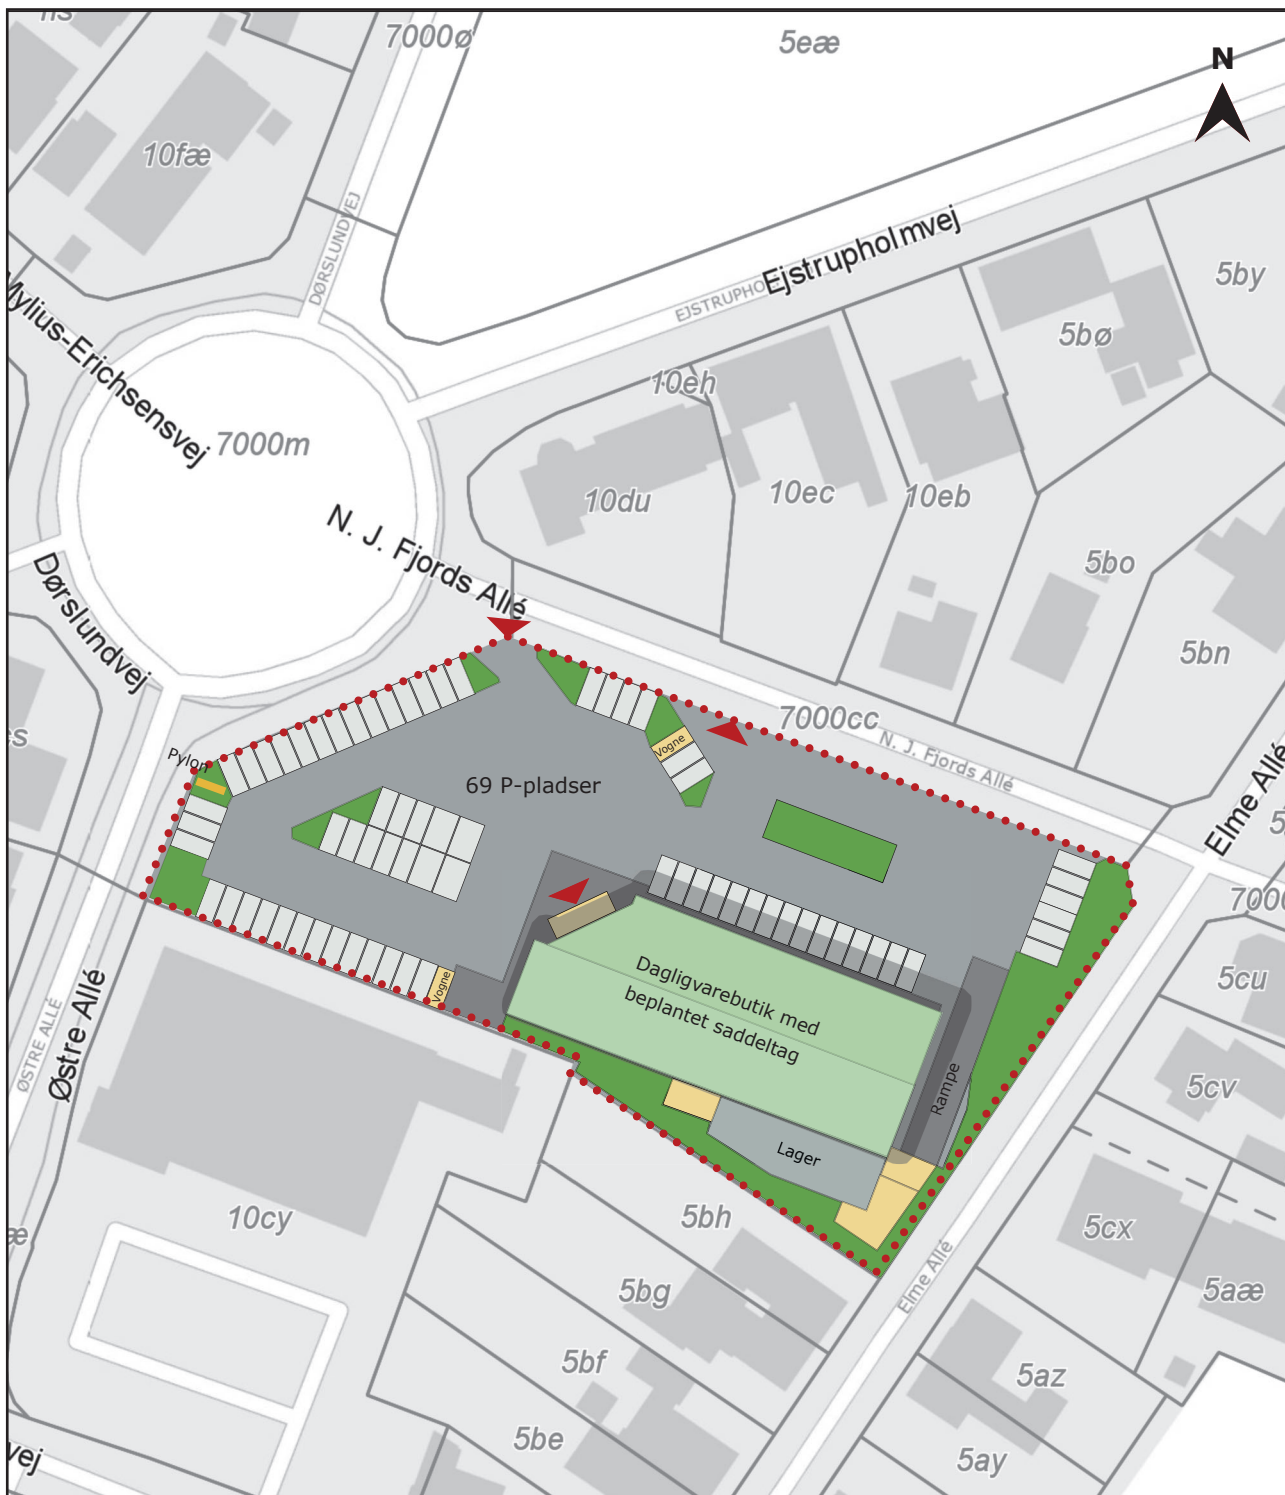 7000ø
5eæ
N
10fæ
DØRSLUNDVEJ
Ejstrupholmvej
5by
Mylius-Erichsensvej
5bø
10eh
7000m
10du
10ec
10eb
N. J. Fjords Allé
5bo
Dørslundvej
5bn
7000cc
N. J. Fjords Allé
Pylon
Vogne
69 P-pladser
Elme Allé
Dagligvarebutik med
beplantet saddeltag
Vogne
5cu
Østre Allé
ØSTRE ALLÉ
Rampe
5cv
Lager
10cy
5bh
5cx
5bg
Elme Allé
5aæ
5bf
5az
5be
5ay
vej